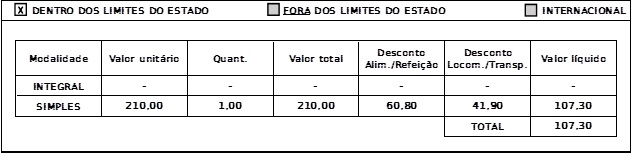 X DENTRO DOS LIMITES DO ESTADO FORA DOS LIMITES DO ESTADO INTERNACIONAL
Modalidade Valor unitário Quant. Valor total Desconto Alim./Refeição Desconto Locom./Transp. Valor líquido
INTEGRAL - - - - - -
SIMPLES 210,00 1,00 210,00 60,80 41,90 107,30
TOTAL 107,30